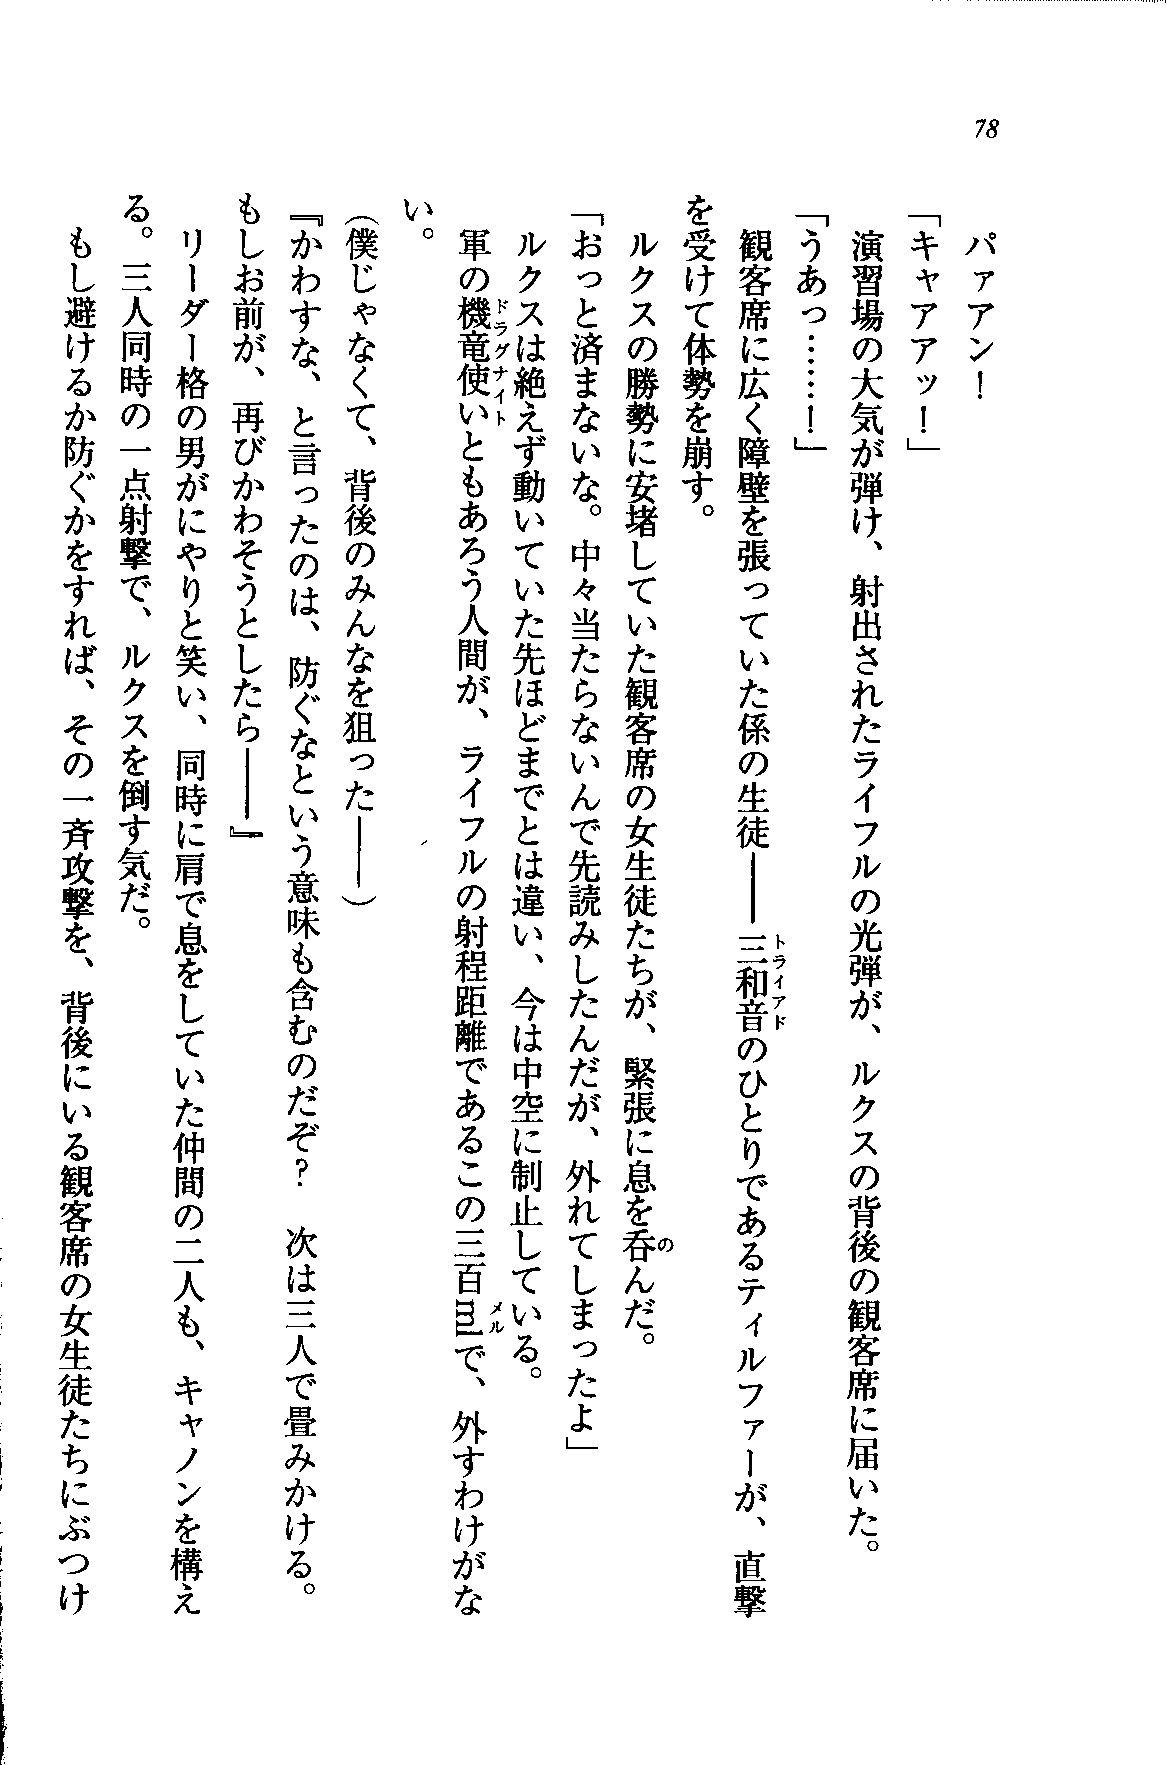 78
パァアン！
「キャアアッ！」
演習場の大気が弾け、射出されたライフルの光弾が、ルクスの背後の観客席に届いた。
「うあっ……！」
観客席に広く障壁を張っていた係の生徒――三和音のひとりであるティルファーが、直撃
トライアド
を受けて体勢を崩す。
ルクスの勝勢に安堵していた観客席の女生徒たちが、緊張に息を呑んだ。
の
「おっと済まないな。中々当たらないんで先読みしたんだが、外れてしまったよ」
ルクスは絶えず動いていた先ほどまでとは違い、今は中空に制止している。
軍の機竜使いともあろう人間が、ライフルの射程距離であるこの三百mlで、外すわけがな
ドラグナイト
メル
い。
（僕じゃなくて、背後のみんなを狙った――）
『かわすな、と言ったのは、防ぐなという意味も含むのだぞ？　次は三人で畳みかける。
もしお前が、再びかわそうとしたら――』
リーダー格の男がにやりと笑い、同時に肩で息をしていた仲間の二人も、キャノンを構え
る。三人同時の一点射撃で、ルクスを倒す気だ。
もし避けるか防ぐかをすれば、その一斉攻撃を、背後にいる観客席の女生徒たちにぶつけ